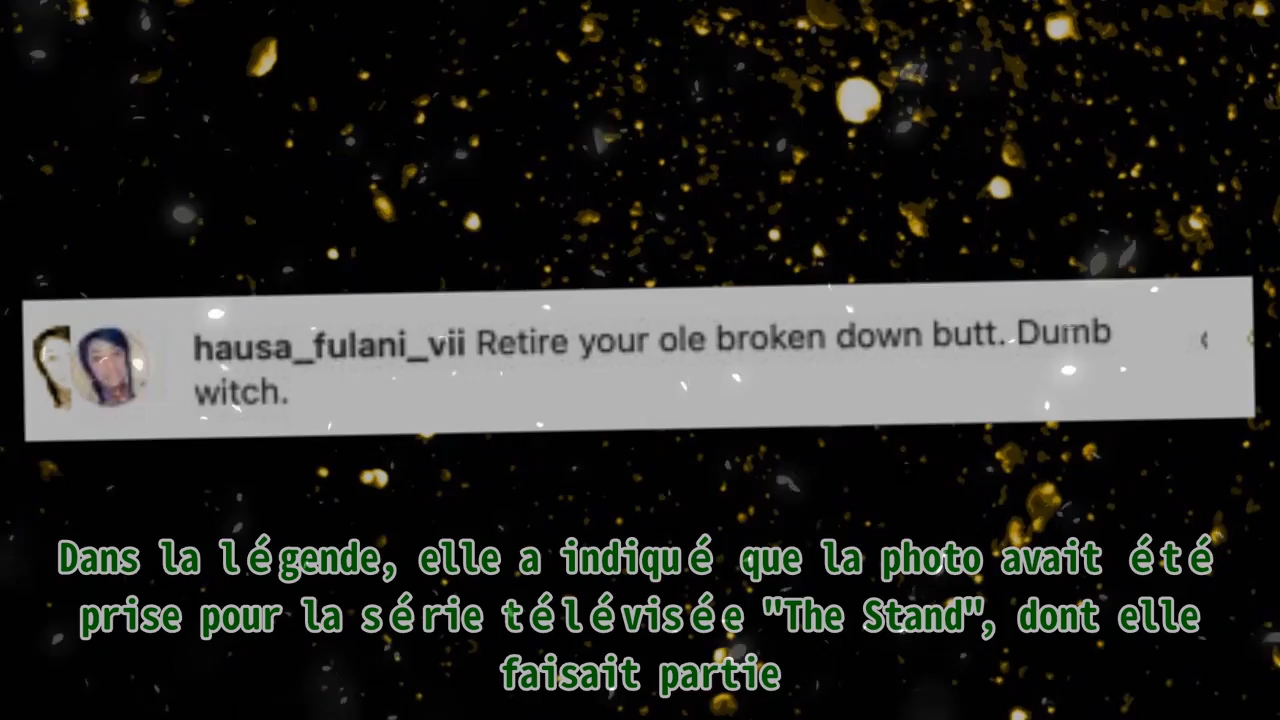 hausa_fulani_vii Retire your ole broken down butt. Dumb
witch.
Dans la légende, elle a indiqué que la photo avait été
prise pour la série télévisée "The Stand", dont elle
faisait partie